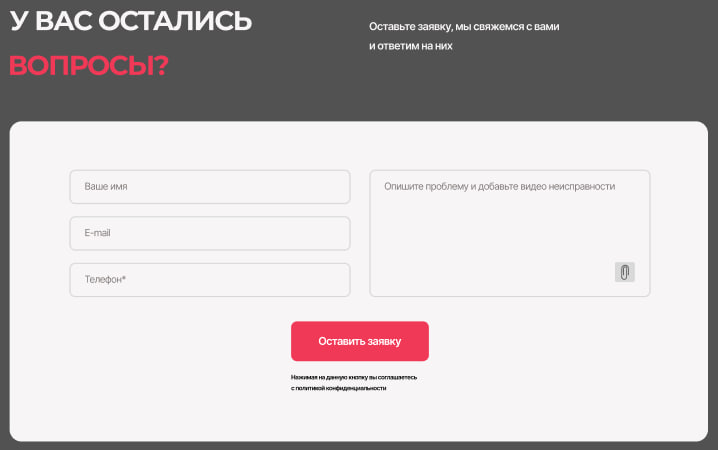 У ВАС ОСТАЛИСЬ
ВОПРОСЫ?
Оставьте заявку, мы свяжемся с вами
и ответим на них
Ваше имя
E-mail
Телефон*
Опишите проблему и добавьте видео неисправности
Оставить заявку
Нажимая на данную кнопку вы соглашаетесь
с политикой конфиденциальности